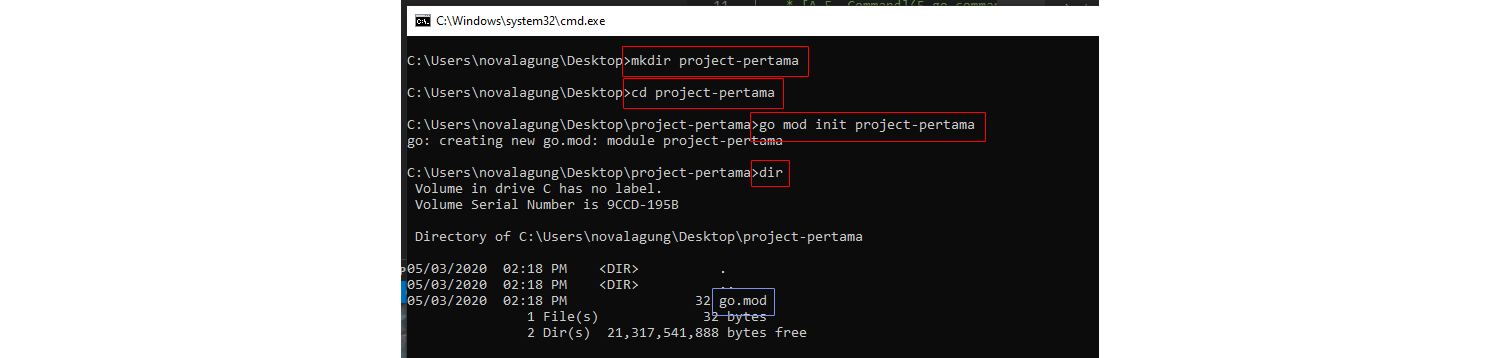 C:\Windows\system32\cmd.exe
C:\Users\novalagung\Desktop>mkdir project-pertama
C:\Users\novalagung\Desktop>cd project-pertama
C:\Users\novalagung\Desktop\project-pertama>go mod init project-pertama
go: creating new go.mod: module project-pertama
C:\Users\novalagung\Desktop\project-pertama>dir
Volume in drive C has no label.
Volume Serial Number is 9CCD-195B
Directory of C:\Users\novalagung\Desktop\project-pertama
05/03/2020  02:18 PM    <DIR>          .
05/03/2020  02:18 PM    <DIR>          ..
05/03/2020  02:18 PM                32 go.mod
1 File(s)             32 bytes
2 Dir(s)  21,317,541,888 bytes free